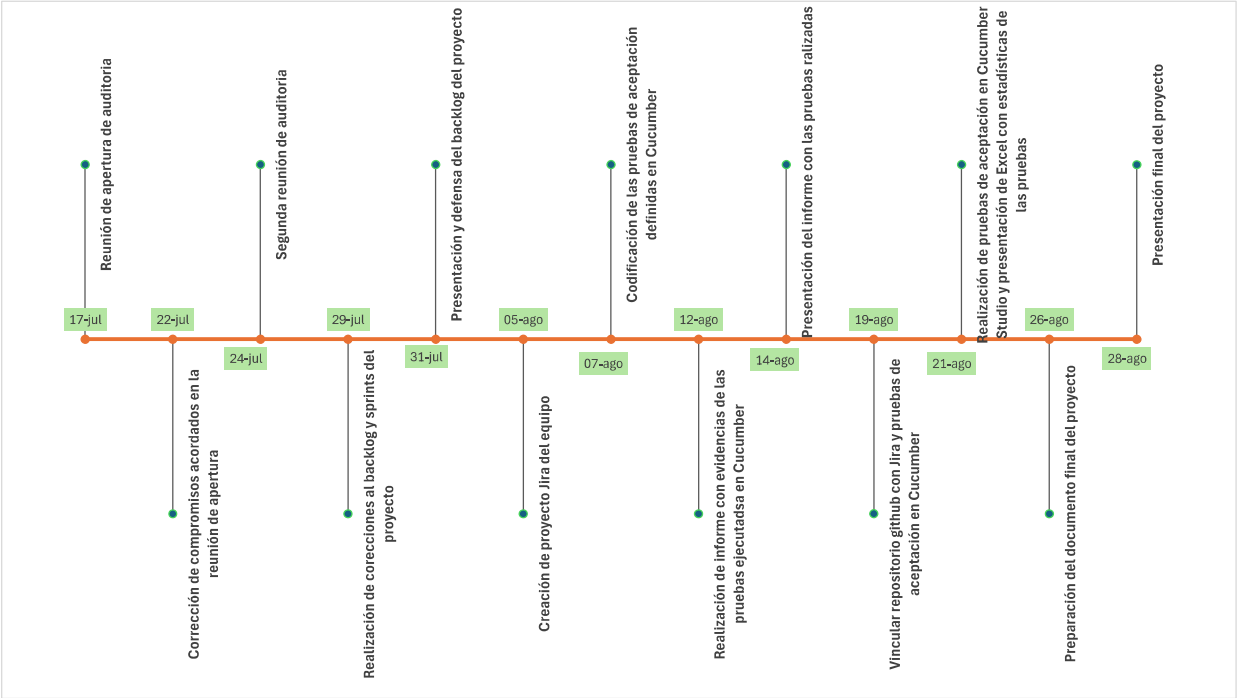 17-jul
Reunión de apertura de auditoria
22-jul
Corrección de compromisos acordados en la
reunión de apertura
24-jul
Segunda reunión de auditoria
29-jul
Realización de corecciones al backlog y sprints del
proyecto
31-jul
Presentación y defensa del backlog del proyecto
05-ago
Creación de proyecto Jira del equipo
07-ago
Codificación de las pruebas de aceptación
definidas en Cucumber
12-ago
Realización de informe con evidencias de las
pruebas ejecutadsa en Cucumber
14-ago
Presentación del informe con las pruebas ralizadas
19-ago
Vincular repositorio github con Jira y pruebas de
aceptación en Cucumber
21-ago
Realización de pruebas de aceptación en Cucumber
Studio y presentación de Excel con estadísticas de
las pruebas
26-ago
Preparación del documento final del proyecto
28-ago
Presentación final del proyecto